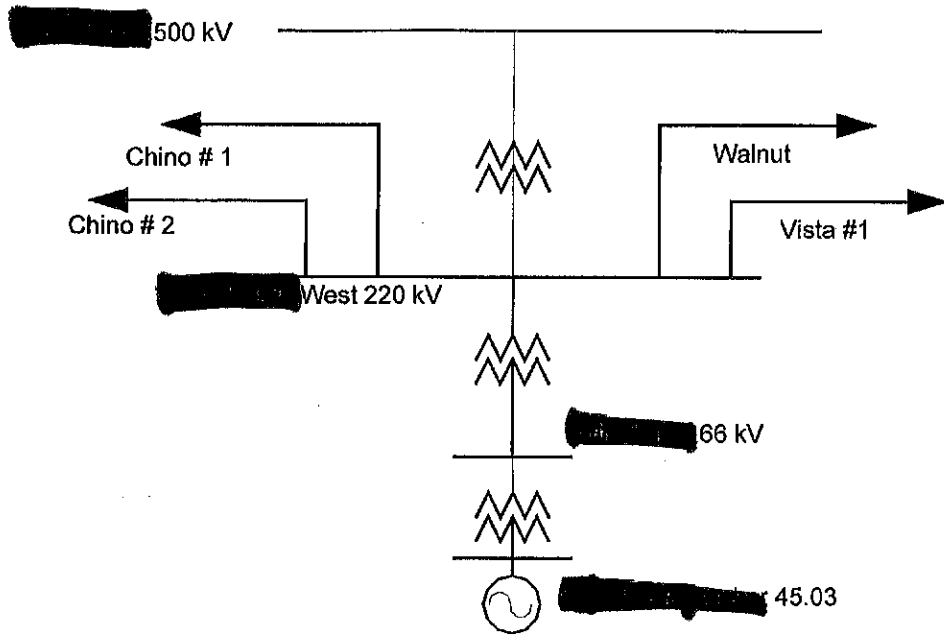 500 kV
Chino # 1
Walnut
Chino # 2
Vista #1
West 220 kV
66 kV
45.03